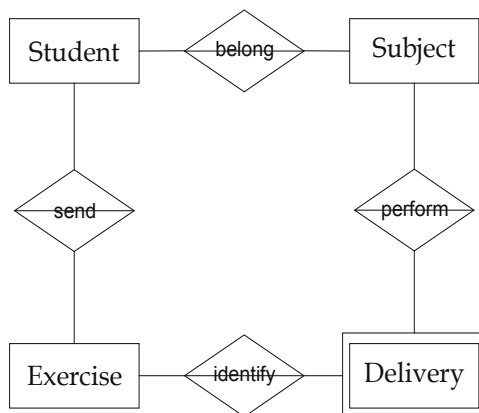 Student
belong
Subject
send
perform
Exercise
identify
Delivery